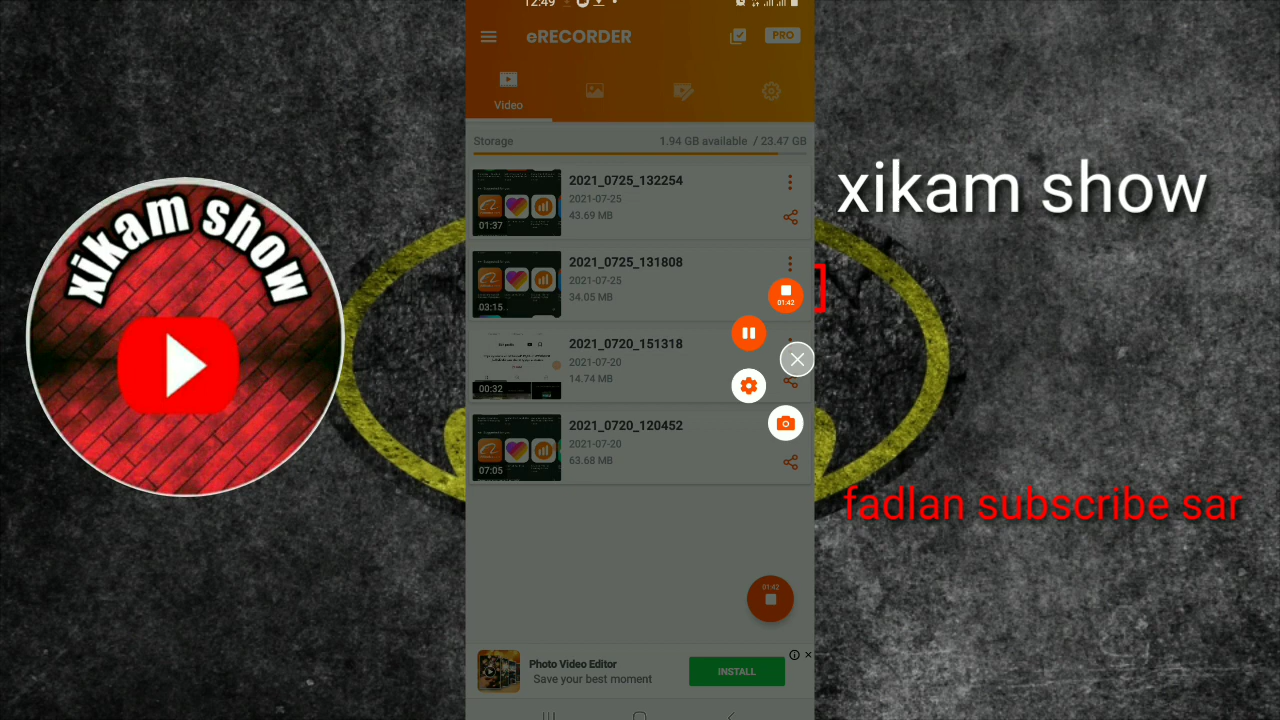 12:49
eRECORDER
PRO
Video
Storage
1.94 GB available / 23.47 GB
2021_0725_132254
2021-07-25
43.69 MB
01:37
2021_0725_131808
2021-07-25
34.05 MB
03:15
01:42
2021_0720_151318
2021-07-20
14.74 MB
00:32
2021_0720_120452
2021-07-20
63.68 MB
07:05
01:42
Photo Video Editor
Save your best moment
INSTALL
xikam show
xikam show
fadlan subscribe sar